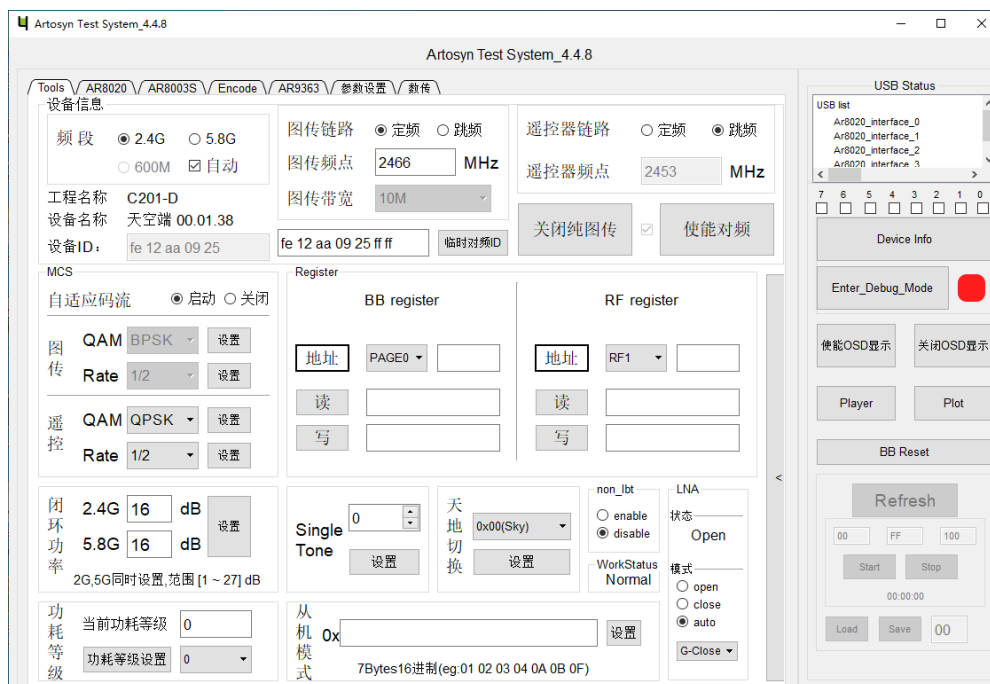 Artosyn Test System_4.4.8
Artosyn Test System_4.4.8
Tools AR8020 AR8003S Encode AR9363 参数设置 数传
设备信息
频 段 2.4G 5.8G
600M 自动
图传链路 定频 跳频
图传频点 2466 MHz
图传带宽 10M
遥控器链路 定频 跳频
遥控器频点 2453 MHz
工程名称 C201-D
设备名称 天空端 00.01.38
设备ID： fe 12 aa 09 25
fe 12 aa 09 25 ff ff 临时对频ID
关闭纯图传 使能对频
MCS
自适应码流 启动 关闭
图传
QAM BPSK 设置
Rate 1/2 设置
遥控
QAM QPSK 设置
Rate 1/2 设置
Register
BB register
地址 PAGE0
读
写
RF register
地址 RF1
读
写
<
闭环功率
2.4G 16 dB
5.8G 16 dB
设置
2G,5G同时设置,范围 [1 ~ 27] dB
Single Tone
0
设置
天地切换
0x00(Sky)
设置
non_lbt
enable
disable
WorkStatus
Normal
LNA
状态
Open
模式
open
close
auto
G-Close
功耗等级
当前功耗等级 0
功耗等级设置 0
从机模式
0x 设置
7Bytes16进制(eg:01 02 03 04 0A 0B 0F)
USB Status
USB list
Ar8020_interface_0
Ar8020_interface_1
Ar8020_interface_2
Ar8020_interface_3
7 6 5 4 3 2 1 0
Device Info
Enter_Debug_Mode
使能OSD显示 关闭OSD显示
Player Plot
BB Reset
Refresh
00 FF 100
Start Stop
00:00:00
Load Save 00